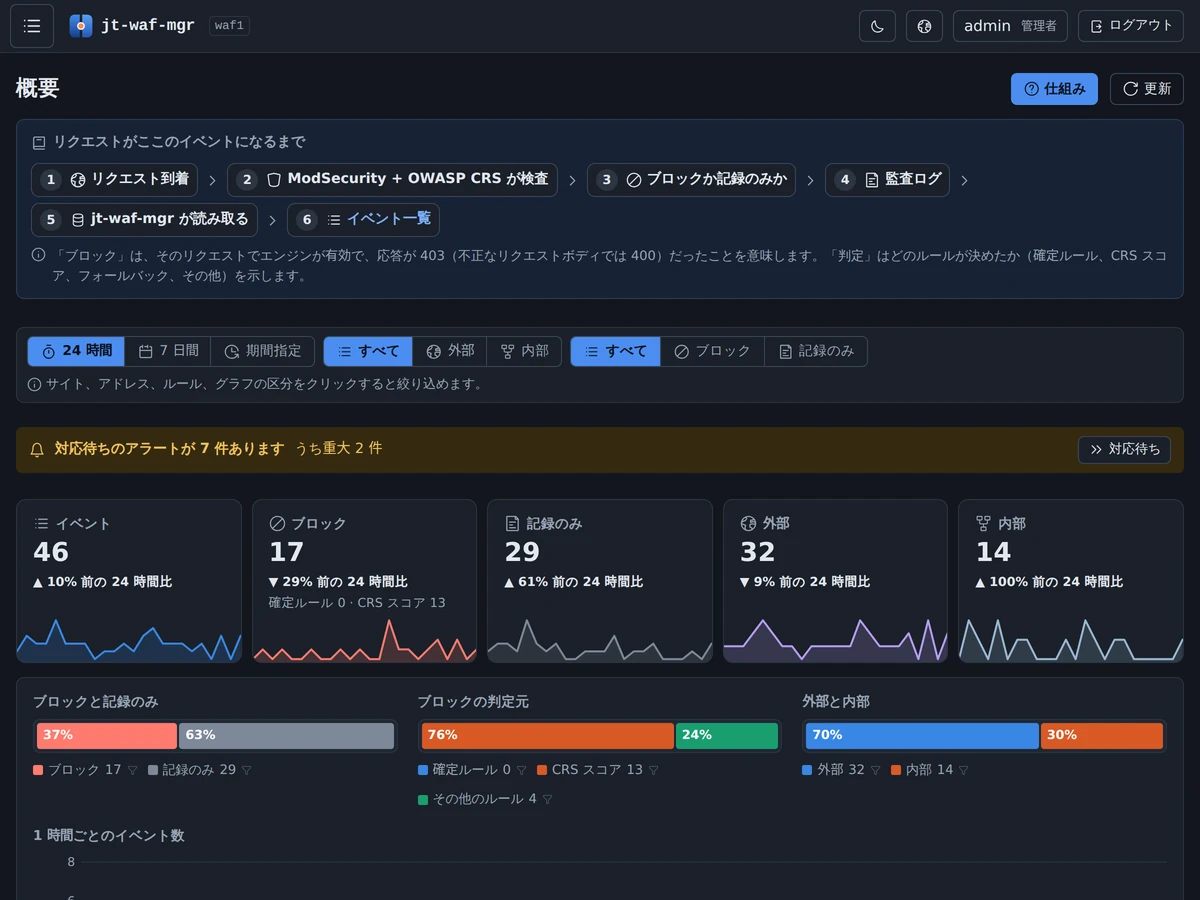 jt-waf-mgr waf1 admin 管理者 ログアウト
概要 仕組み 更新
リクエストがここのイベントになるまで
1 リクエスト到着 2 ModSecurity + OWASP CRS が検査 3 ブロックか記録のみか 4 監査ログ
5 jt-waf-mgr が読み取る 6 イベント一覧
「ブロック」は、そのリクエストでエンジンが有効で、応答が 403（不正なリクエストボディでは 400）だったことを意味します。「判定」はどのルールが決めたか（確定ルール、CRS スコ
ア、フォールバック、その他）を示します。
24 時間 7 日間 期間指定 すべて 外部 内部 すべて ブロック 記録のみ
サイト、アドレス、ルール、グラフの区分をクリックすると絞り込めます。
対応待ちのアラートが 7 件あります うち重大 2 件 対応待ち
イベント ブロック 記録のみ 外部 内部
46 17 29 32 14
▲ 10% 前の 24 時間比 ▼ 29% 前の 24 時間比 ▲ 61% 前の 24 時間比 ▼ 9% 前の 24 時間比 ▲ 100% 前の 24 時間比
確定ルール 0 · CRS スコア 13
ブロックと記録のみ ブロックの判定元 外部と内部
37% 63% 76% 24% 70% 30%
ブロック 17 記録のみ 29 確定ルール 0 CRS スコア 13 外部 32 内部 14
その他のルール 4
1 時間ごとのイベント数
8